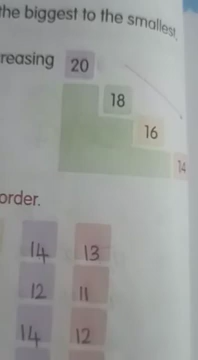 the biggest to the smallest.
reasing 20
18
16
14
order.
14 13
12 11
14 12